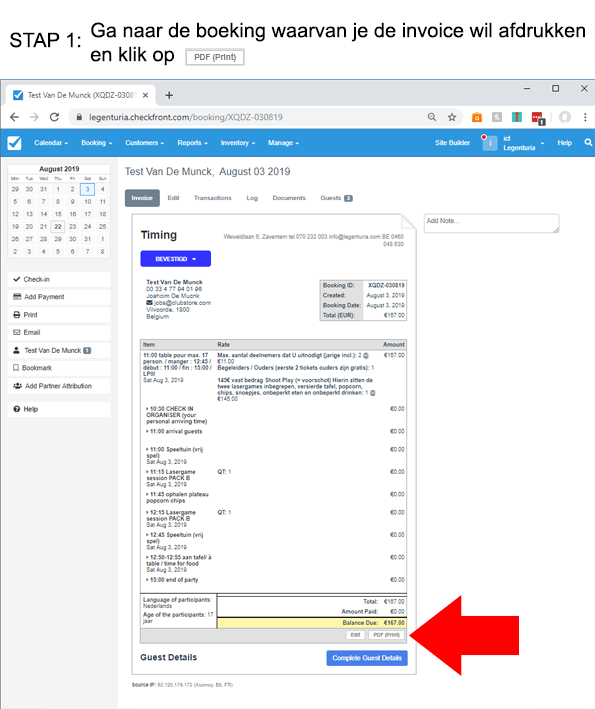 STAP 1: Ga naar de boeking waarvan je de invoice wil afdrukken
en klik op PDF (Print)
Test Van De Munck (XQDZ-03081
legenturia.checkfront.com/booking/XQDZ-030819
Calendar Booking Customers Reports Inventory Manage Site Builder ict Legenturia Help
August 2019
Mon Tue Wed Thu Fri Sat Sun
29 30 31 1 2 3 4
5 6 7 8 9 10 11
12 13 14 15 16 17 18
19 20 21 22 23 24 25
26 27 28 29 30 31 1
2 3 4 5 6 7 8
Check-in
Add Payment
Print
Email
Test Van De Munck 1
Bookmark
Add Partner Attribution
Help
Test Van De Munck, August 03 2019
Invoice Edit Transactions Log Documents Guests 3
Add Note...
Timing
Weiveldlaan 6, Zaventem tel 070 232 003 info@legenturia.com BE 0460
048 630
BEVESTIGD
Test Van De Munck
00 33 4 77 94 01 96
Joahcim De Mucnk
jobs@clubstore.com
Vilvoorde, 1800
Belgium
Booking ID: XQDZ-030819
Created: August 3, 2019
Booking Date: August 3, 2019
Total (EUR): €167.00
Item Rate Amount
11:00 table pour max. 17
person. / manger : 12:45 /
début : 11:00 / fin : 15:00 /
LPIII
Sat Aug 3, 2019
Max. aantal deelnemers dat U uitnodigt (jarige incl.): 2 @
€11.00
Begeleiders / Ouders (eerste 2 tickets ouders zijn gratis): 1
145€ vast bedrag Shoot Play (= voorschot) Hierin zitten de
twee lasergames inbegrepen, versierde tafel, popcorn,
chips, snoepjes, onbeperkt eten en onbeperkt drinken: 1 @
€145.00
€167.00
10:30 CHECK IN
ORGANISER (your
personal arriving time)
€0.00
11:00 arrival guests €0.00
11:00 Speeltuin (vrij
spel)
Sat Aug 3, 2019
€0.00
11:15 Lasergame
session PACK B
Sat Aug 3, 2019
QT: 1 €0.00
11:45 ophalen plateau
popcorn chips
€0.00
12:15 Lasergame
session PACK B
Sat Aug 3, 2019
QT: 1 €0.00
12:45 Speeltuin (vrij
spel)
Sat Aug 3, 2019
€0.00
12:50-12:55 aan tafel/ à
table / time for food
Sat Aug 3, 2019
€0.00
15:00 end of party €0.00
Language of participants:
Nederlands
Age of the participants: 17
jaar
Total: €167.00
Amount Paid: €0.00
Balance Due: €167.00
Edit PDF (Print)
Guest Details Complete Guest Details